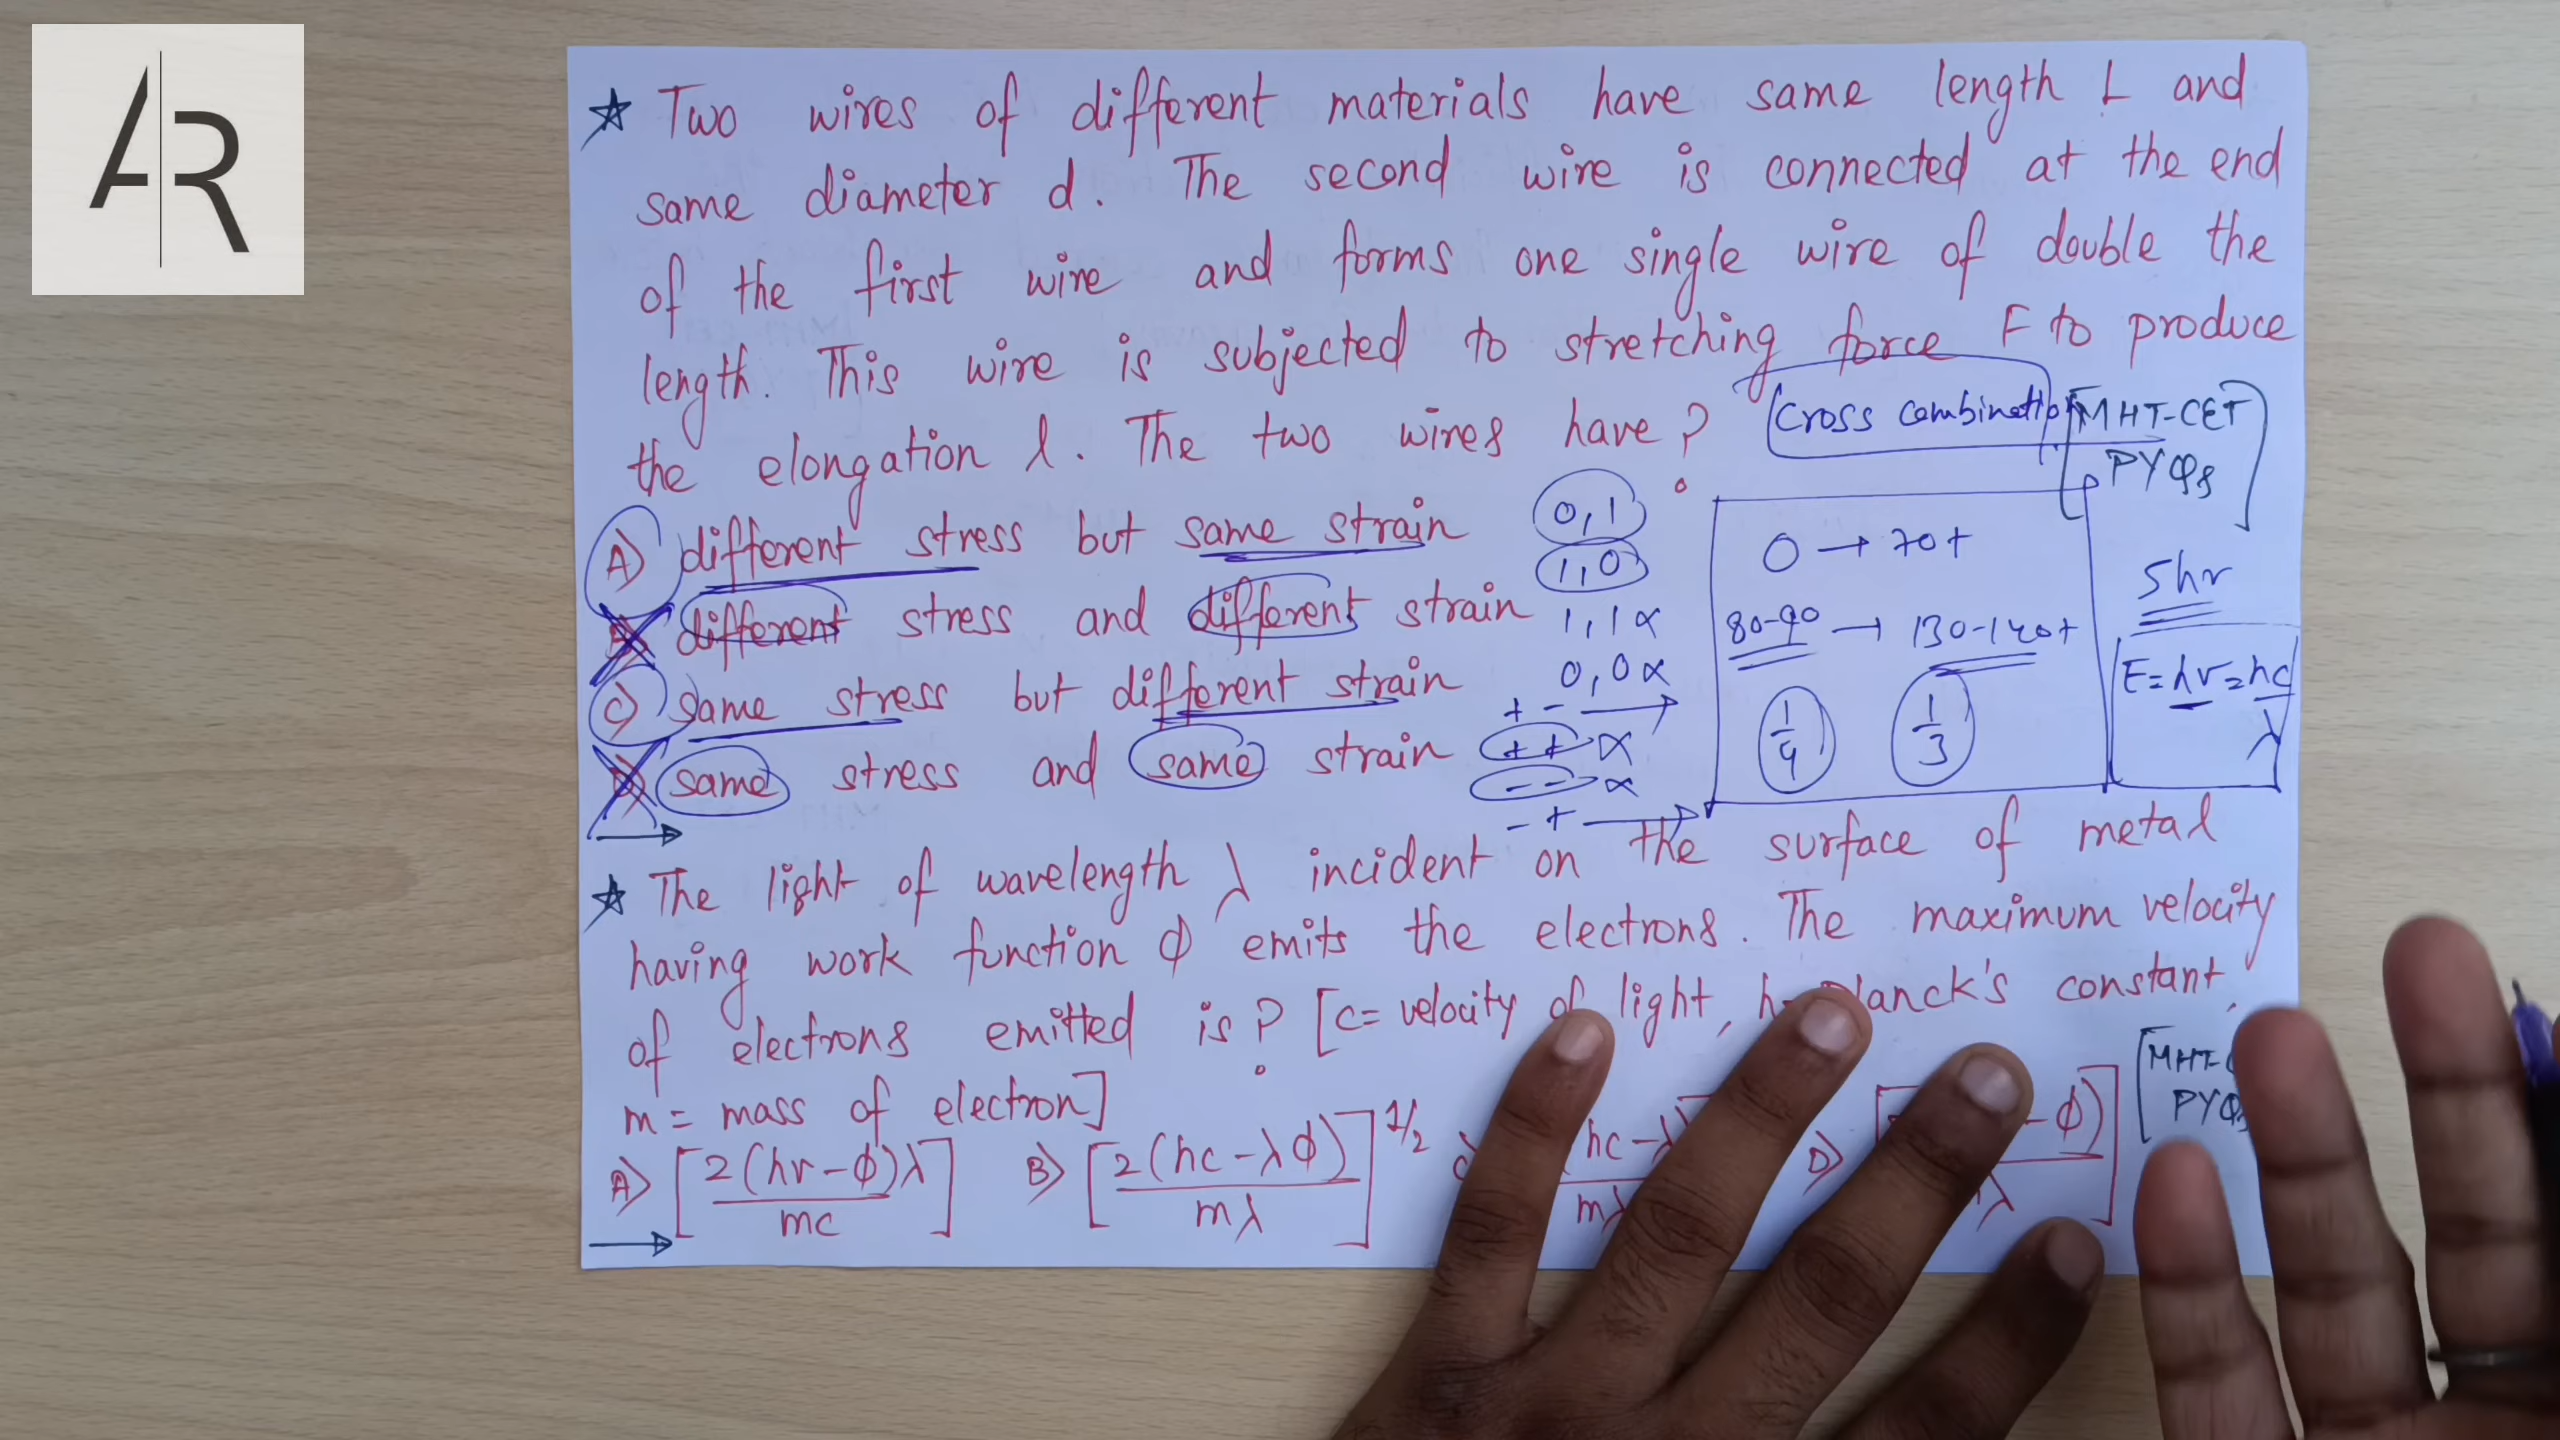 AR
☆ Two wires of different materials have same length L and
same diameter d. The second wire is connected at the end
of the first wire and forms one single wire of double the
length. This wire is subjected to stretching force F to produce
the elongation l. The two wires have?
Cross combination
[MHT-CET
PYQs]
A) different stress but same strain
B) different stress and different strain
C) same stress but different strain
D) same stress and same strain
0,1
1,0
1,1 ×
0,0 ×
+ - →
+ + ×
- - ×
- + →
0 → 70+
80-90 → 130-140+
1/4
1/3
5hr
E=hν=hc/λ
☆ The light of wavelength λ incident on the surface of metal
having work function ϕ emits the electrons. The maximum velocity
of electrons emitted is? [c= velocity of light, h= Planck's constant,
m = mass of electron]
[MHT-
PYQs
A) [2(hν-ϕ)λ/mc] B) [2(hc-λϕ)/mλ]^1/2 C) hc-λ D) -ϕ)]